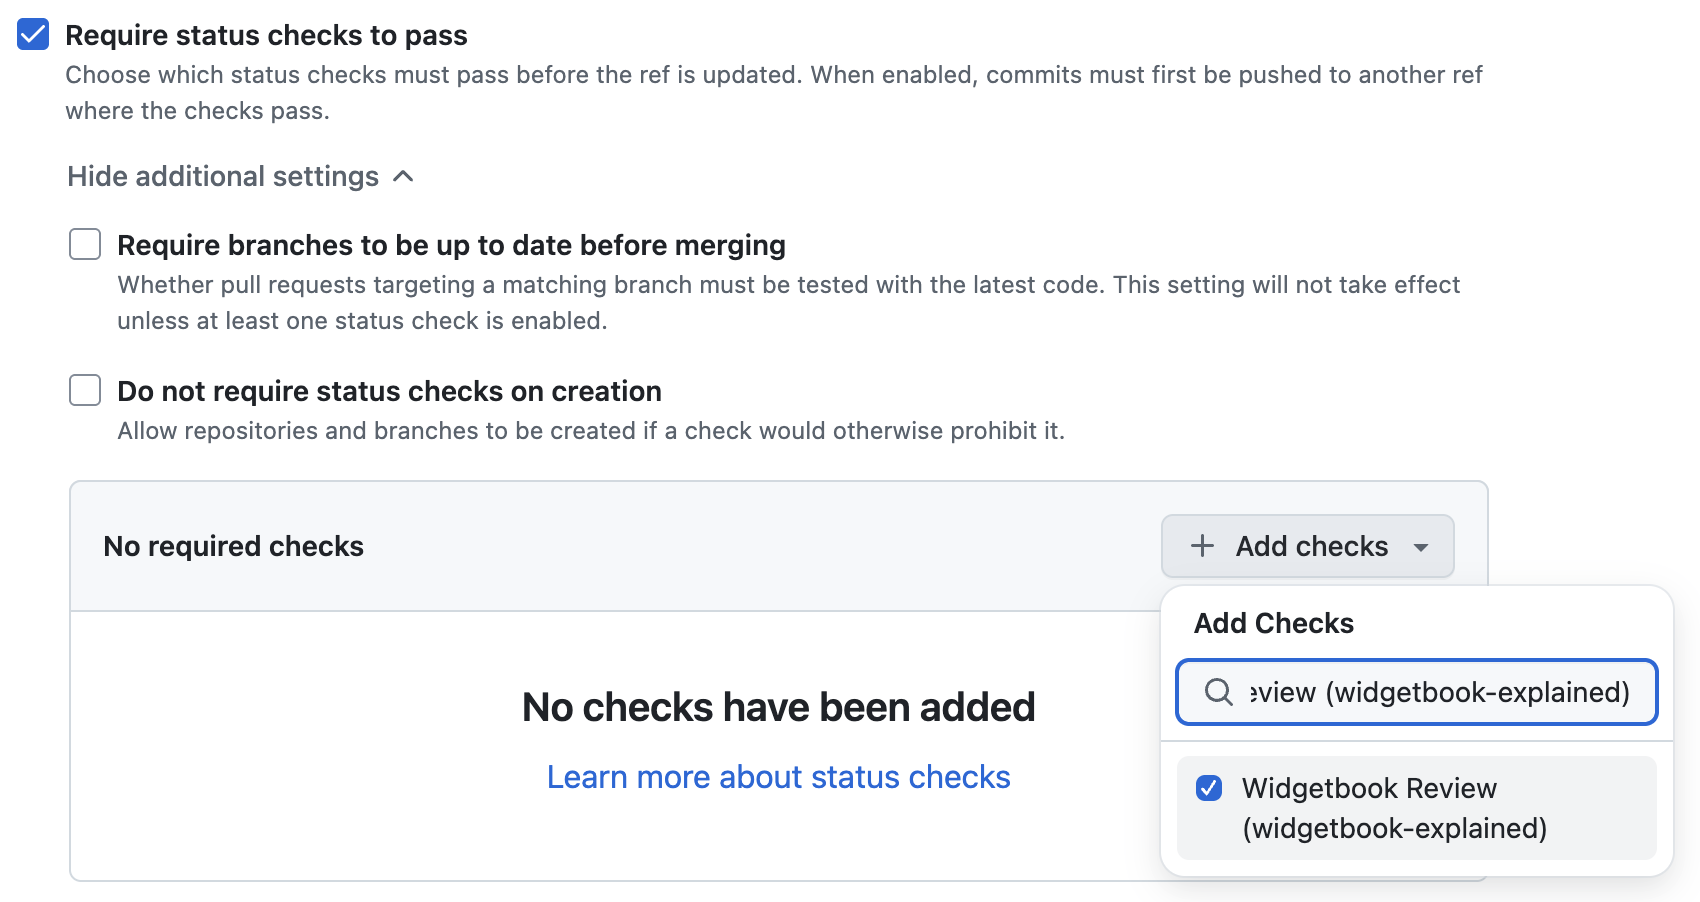 Require status checks to pass
Choose which status checks must pass before the ref is updated. When enabled, commits must first be pushed to another ref
where the checks pass.
Hide additional settings
Require branches to be up to date before merging
Whether pull requests targeting a matching branch must be tested with the latest code. This setting will not take effect
unless at least one status check is enabled.
Do not require status checks on creation
Allow repositories and branches to be created if a check would otherwise prohibit it.
No required checks
Add checks
No checks have been added
Learn more about status checks
Add Checks
eview (widgetbook-explained)
Widgetbook Review
(widgetbook-explained)